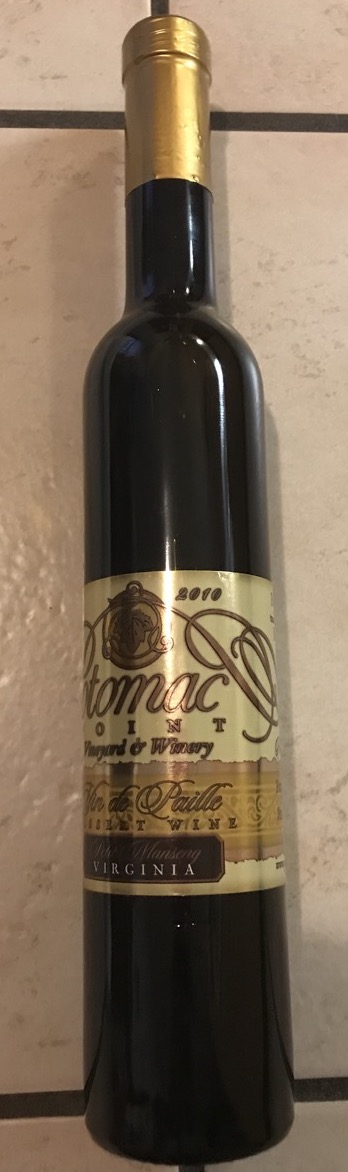 2010
Potomac
POINT
Vineyard & Winery
Vin de Paille
DESSERT WINE
Petit Manseng
VIRGINIA